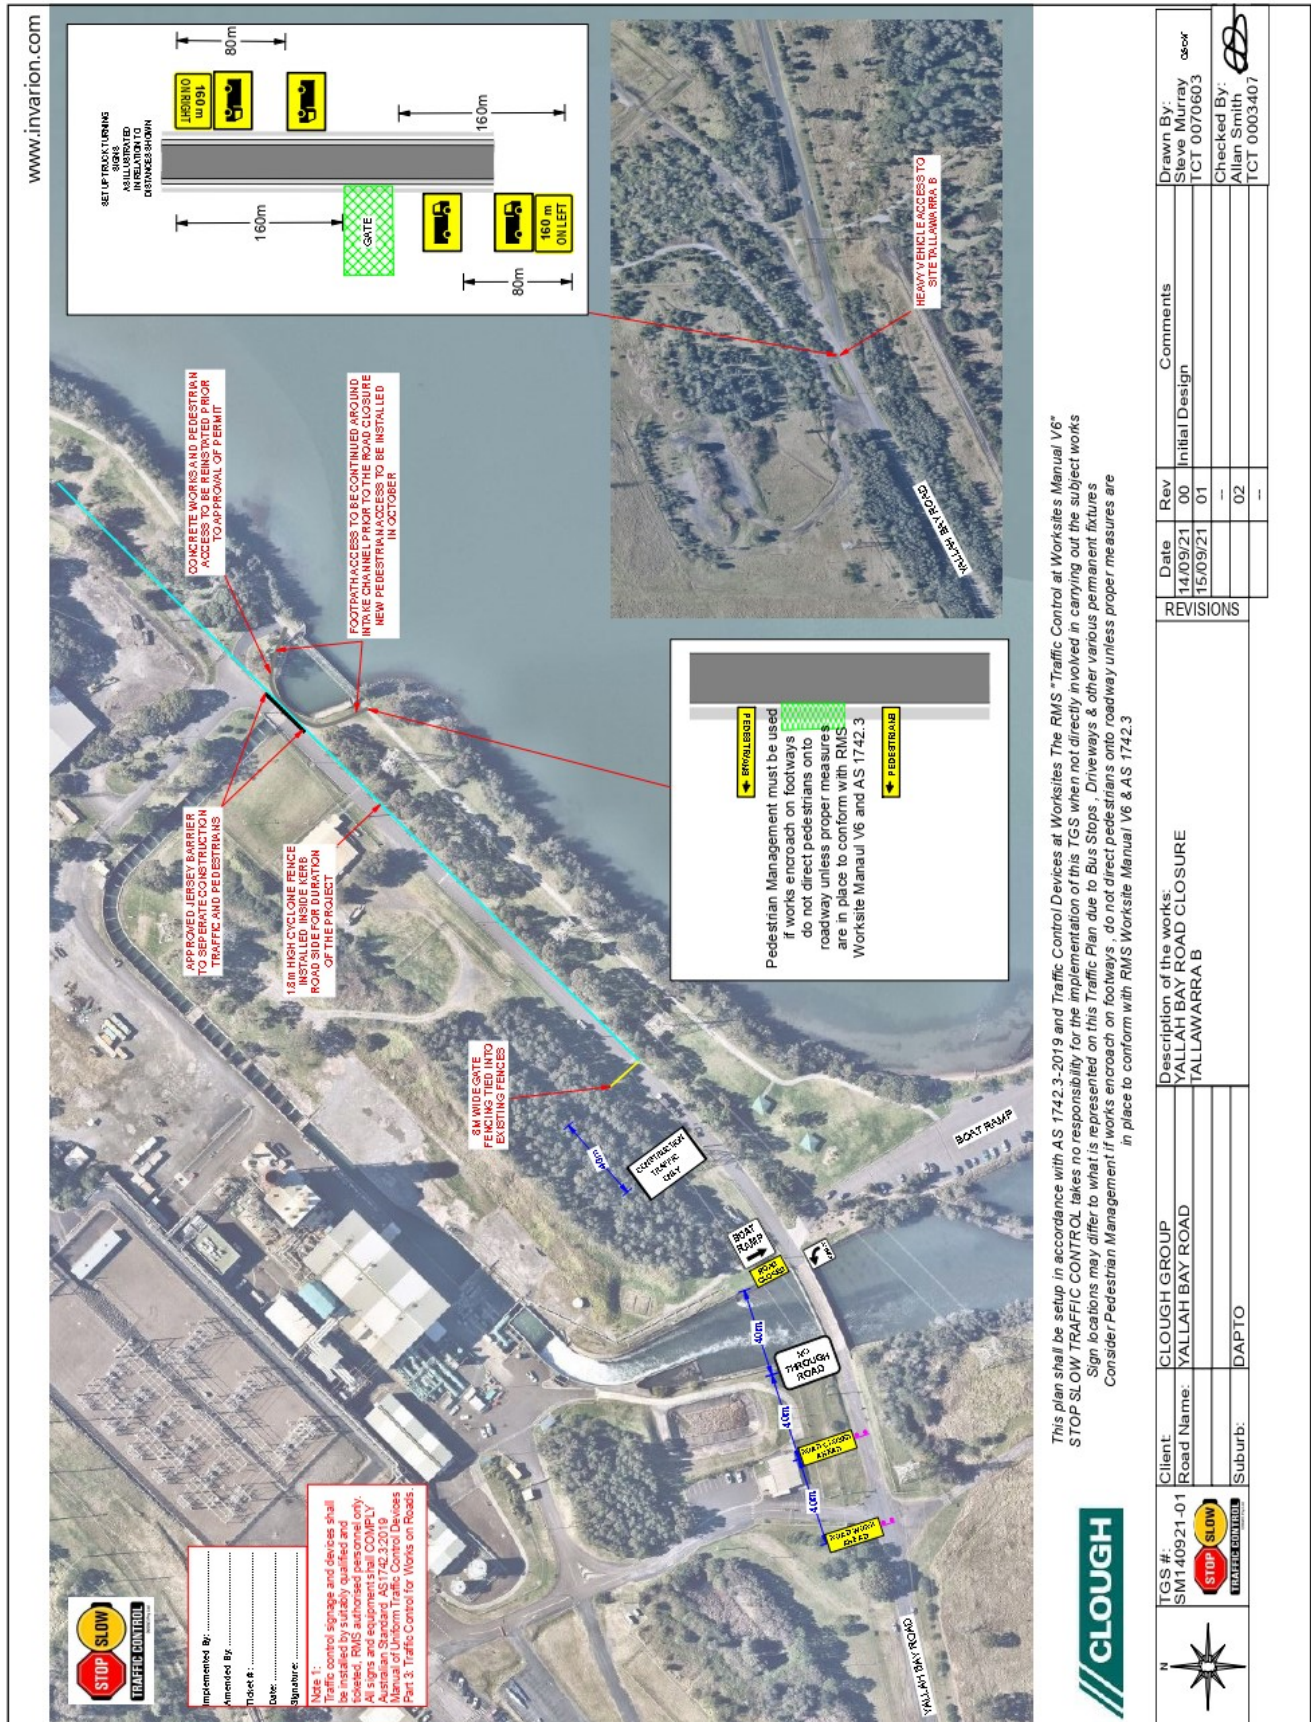 www.invarion.com
SET UP TRUCK TURNING
SIGNS
AS ILLUSTRATED
IN RELATION TO
DISTANCES SHOWN
160 m
ON RIGHT
80m
160m
GATE
160m
80m
160 m
ON LEFT
CONCRETE WORKS AND PEDESTRIAN
ACCESS TO BE REINSTATED PRIOR
TO APPROVAL OF PERMIT
FOOTPATH ACCESS TO BE CONTINUED AROUND
INTAKE CHANNEL PRIOR TO THE ROAD CLOSURE
NEW PEDESTRIAN ACCESS TO BE INSTALLED
IN OCTOBER
APPROVED JERSEY BARRIER
TO SEPERATE CONSTRUCTION
TRAFFIC AND PEDESTRIANS
1.8m HIGH CYCLONE FENCE
INSTALLED INSIDE KERB
ROAD SIDE FOR DURATION
OF THE PROJECT
8M WIDE GATE
FENCING TIED INTO
EXISTING FENCES
HEAVY VEHICLE ACCESS TO
SITE TALLAWARRA B
YALLAH BAY ROAD
PEDESTRIANS
PEDESTRIANS
Pedestrian Management must be used
if works encroach on footways
do not direct pedestrians onto
roadway unless proper measures
are in place to conform with RMS
Worksite Manaul V6 and AS 1742.3
40m
CONSTRUCTION
TRAFFIC
ONLY
BOAT RAMP
BOAT
RAMP
ROAD
CLOSED
40m
NO
THROUGH
ROAD
40m
ROAD CLOSED
AHEAD
40m
ROAD WORK
AHEAD
YALLAH BAY ROAD
STOP SLOW
TRAFFIC CONTROL
Implemented By:
Amended By:
Ticket #:
Date:
Signature:
Note 1:
Traffic control signage and devices shall
be installed by suitably qualified and
ticketed, RMS authorised personnel only.
All signs and equipment shall COMPLY
Australian Standard AS1742.3 2019
Manual of Uniform Traffic Control Devices
Part 3: Traffic Control for Works on Roads.
This plan shall be setup in accordance with AS 1742.3-2019 and Traffic Control Devices at Worksites The RMS "Traffic Control at Worksites Manual V6"
STOP SLOW TRAFFIC CONTROL takes no responsibility for the implementation of this TGS when not directly involved in carrying out the subject works
Sign locations may differ to what is represented on this Traffic Plan due to Bus Stops , Driveways & other various permanent fixtures
Consider Pedestrian Management if works encroach on footways , do not direct pedestrians onto roadway unless proper measures are
in place to conform with RMS Worksite Manual V6 & AS 1742.3
CLOUGH
N
TGS #:
SM140921-01
STOP SLOW
TRAFFIC CONTROL
Client: CLOUGH GROUP
Road Name: YALLAH BAY ROAD
Suburb: DAPTO
Description of the works:
YALLAH BAY ROAD CLOSURE
TALLAWARRA B
REVISIONS
Date Rev Comments
14/09/21 00 Initial Design
15/09/21 01
--
02
--
Drawn By:
Steve Murray
TCT 0070603
Checked By:
Allan Smith
TCT 0003407